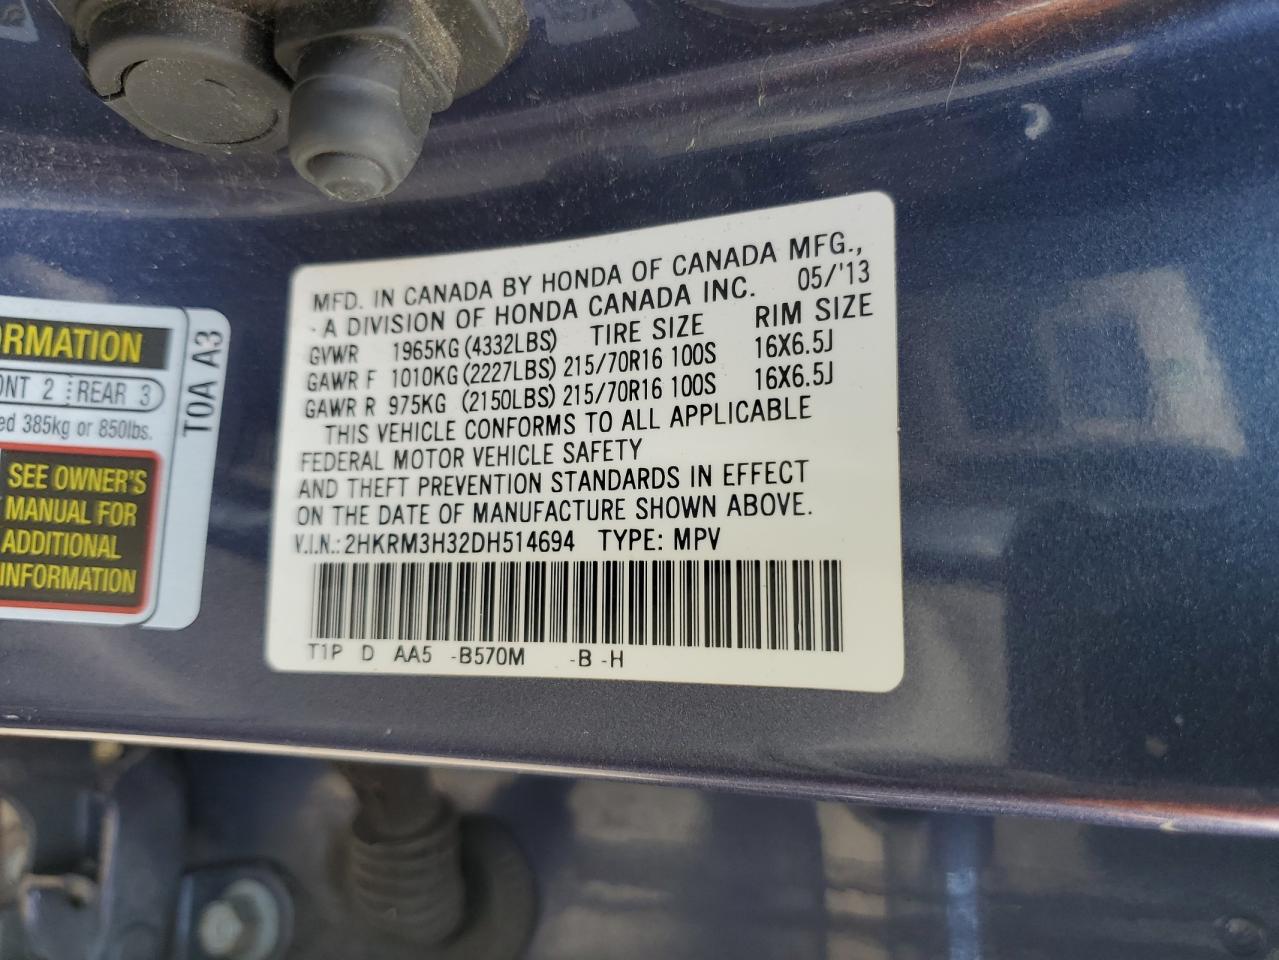 MFD. IN CANADA BY HONDA OF CANADA MFG.,
-A DIVISION OF HONDA CANADA INC. 05/'13
GVWR 1965KG(4332LBS) TIRE SIZE RIM SIZE
GAWR F 1010KG(2227LBS) 215/70R16 100S 16X6.5J
GAWR R 975KG (2150LBS) 215/70R16 100S 16X6.5J
THIS VEHICLE CONFORMS TO ALL APPLICABLE
FEDERAL MOTOR VEHICLE SAFETY
AND THEFT PREVENTION STANDARDS IN EFFECT
ON THE DATE OF MANUFACTURE SHOWN ABOVE.
V.I.N.: 2HKRM3H32DH514694 TYPE: MPV
T1P D AA5 -B570M -B -H
RMATION
NT 2 REAR 3
ed 385kg or 850lbs.
SEE OWNER'S
MANUAL FOR
ADDITIONAL
INFORMATION
T0A A3